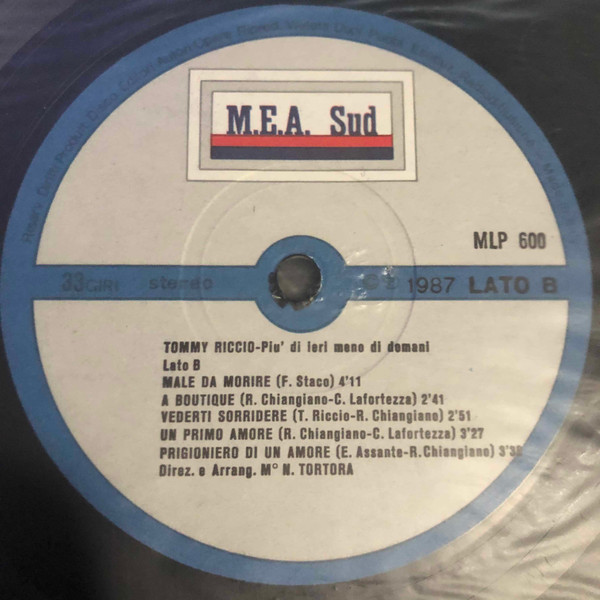 M.E.A. Sud
MLP 600
33 GIRI stereo © ℗ 1987 LATO B
TOMMY RICCIO-Piu' di ieri meno di domani
Lato B
MALE DA MORIRE (F. Staco) 4'11
A BOUTIQUE (R. Chiangiano-C. Lafortezza) 2'41
VEDERTI SORRIDERE (T. Riccio-R. Chiangiano) 2'51
UN PRIMO AMORE (R. Chiangiano-C. Lafortezza) 3'27
PRIGIONIERO DI UN AMORE (E. Assante-R.Chiangiano)
Direz. e Arrang. M° N. TORTORA